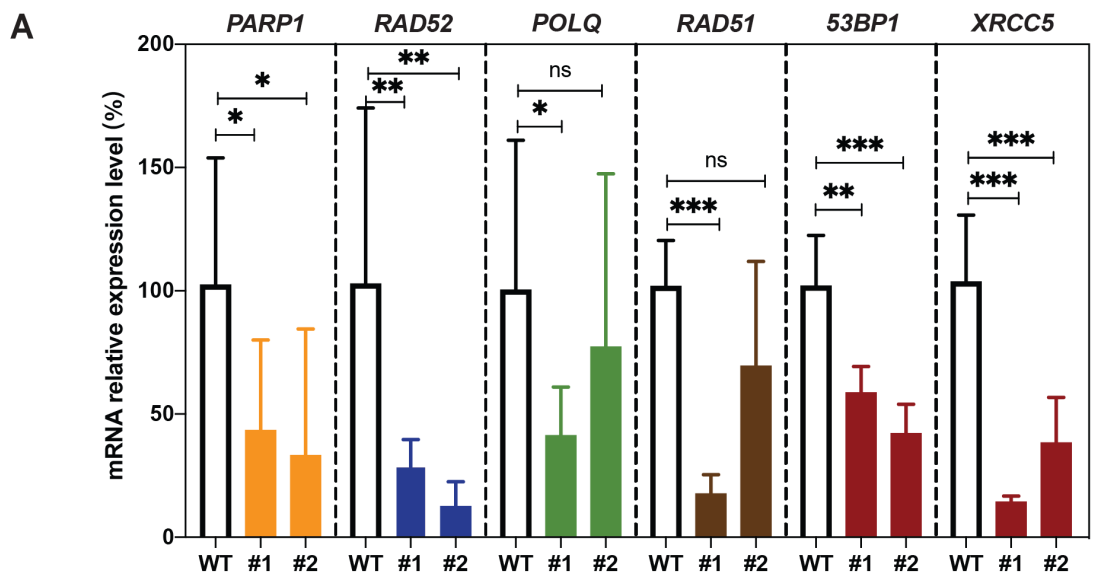 A
PARP1 RAD52 POLQ RAD51 53BP1 XRCC5
mRNA relative expression level (%)
200
150
100
50
0
* *
** **
* ns
*** ns
** ***
*** ***
WT #1 #2 WT #1 #2 WT #1 #2 WT #1 #2 WT #1 #2 WT #1 #2